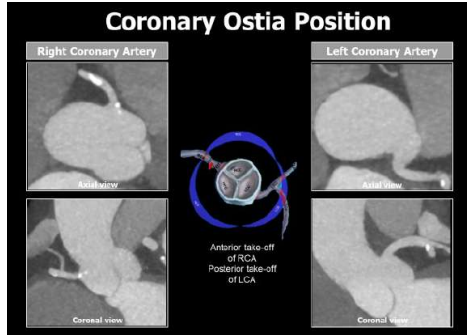 Coronary Ostia Position
Right Coronary Artery
Left Coronary Artery
Axial view
Axial view
Anterior take-off
of RCA
Posterior take-off
of LCA
Coronal view
Coronal view